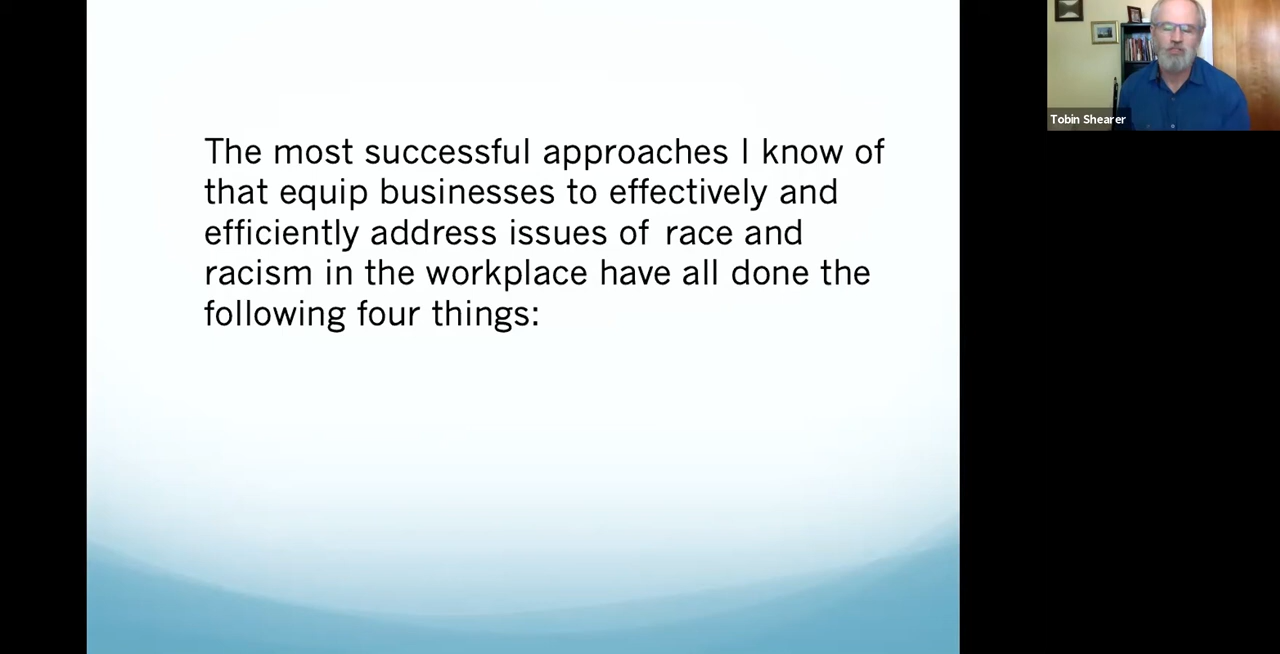 The most successful approaches I know of
that equip businesses to effectively and
efficiently address issues of race and
racism in the workplace have all done the
following four things:
Tobin Shearer